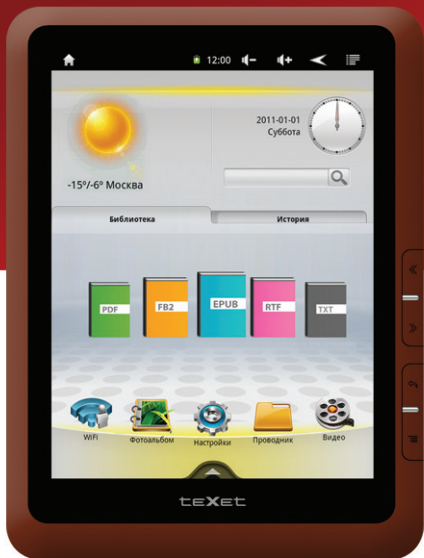 12:00
2011-01-01
Суббота
-15°/-6° Москва
Библиотека
История
PDF
FB2
EPUB
RTF
TXT
WiFi
Фотоальбом
Настройки
Проводник
Видео
teXet